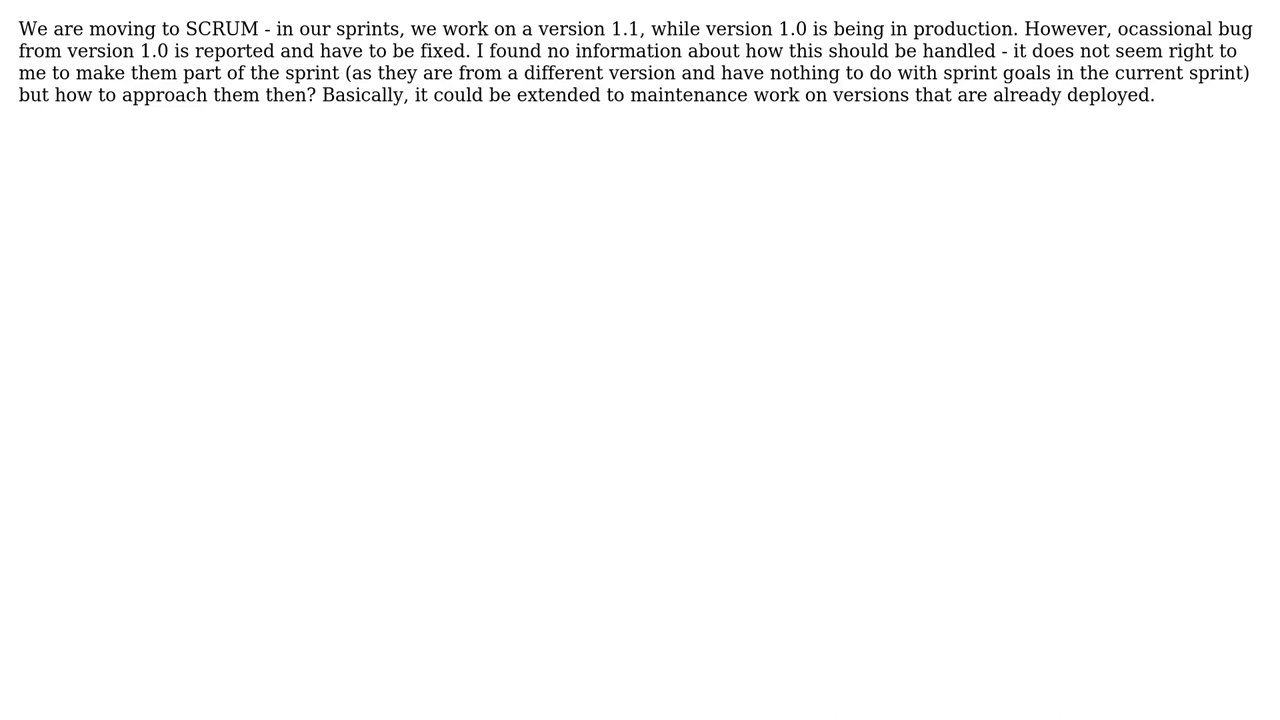 We are moving to SCRUM - in our sprints, we work on a version 1.1, while version 1.0 is being in production. However, ocassional bug
from version 1.0 is reported and have to be fixed. I found no information about how this should be handled - it does not seem right to
me to make them part of the sprint (as they are from a different version and have nothing to do with sprint goals in the current sprint)
but how to approach them then? Basically, it could be extended to maintenance work on versions that are already deployed.